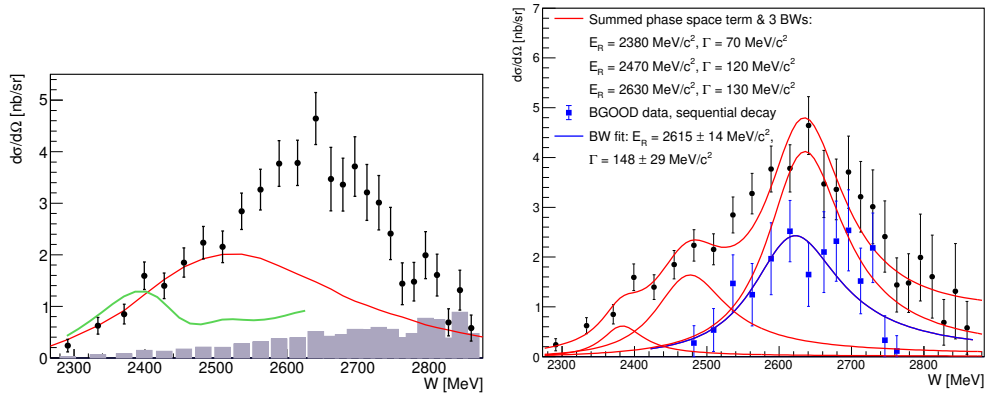 dσ/dΩ [nb/sr]
5
4
3
2
1
0
2300 2400 2500 2600 2700 2800
W [MeV]
dσ/dΩ [nb/sr]
7
6
5
4
3
2
1
0
Summed phase space term & 3 BWs:
E_R = 2380 MeV/c², Γ = 70 MeV/c²
E_R = 2470 MeV/c², Γ = 120 MeV/c²
E_R = 2630 MeV/c², Γ = 130 MeV/c²
BGOOD data, sequential decay
BW fit: E_R = 2615 ± 14 MeV/c²,
Γ = 148 ± 29 MeV/c²
2300 2400 2500 2600 2700 2800
W [MeV]